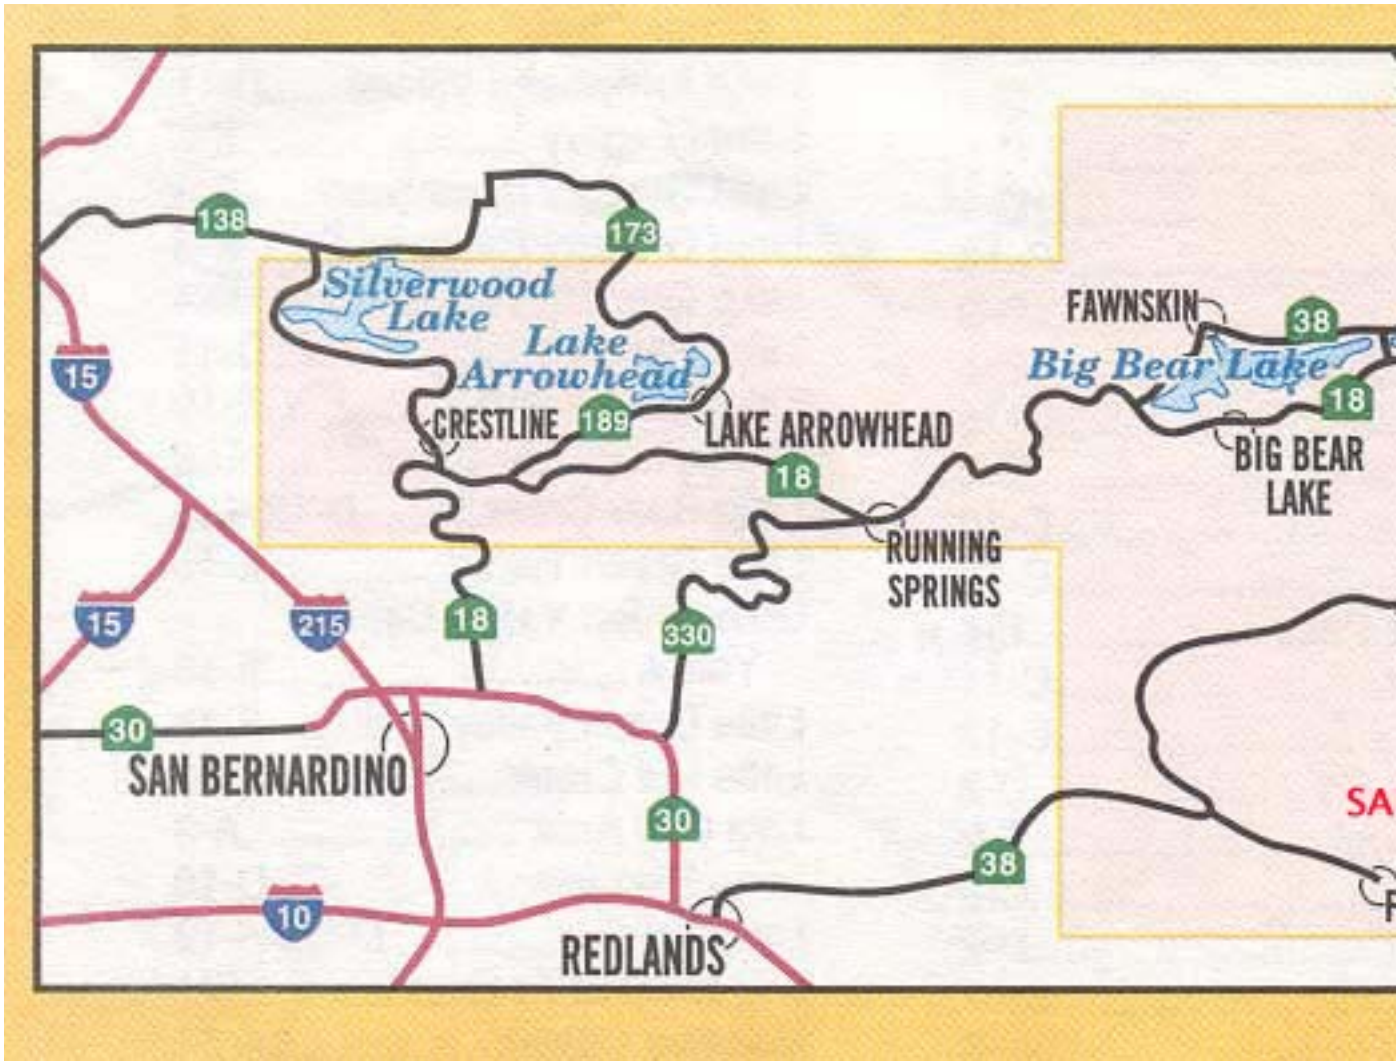 138
173
Silverwood
Lake
FAWNSKIN
38
Lake
Arrowhead
Big Bear Lake
15
189
18
CRESTLINE
LAKE ARROWHEAD
BIG BEAR
LAKE
18
RUNNING
SPRINGS
15
215
18
330
30
SAN BERNARDINO
SA
30
38
10
REDLANDS